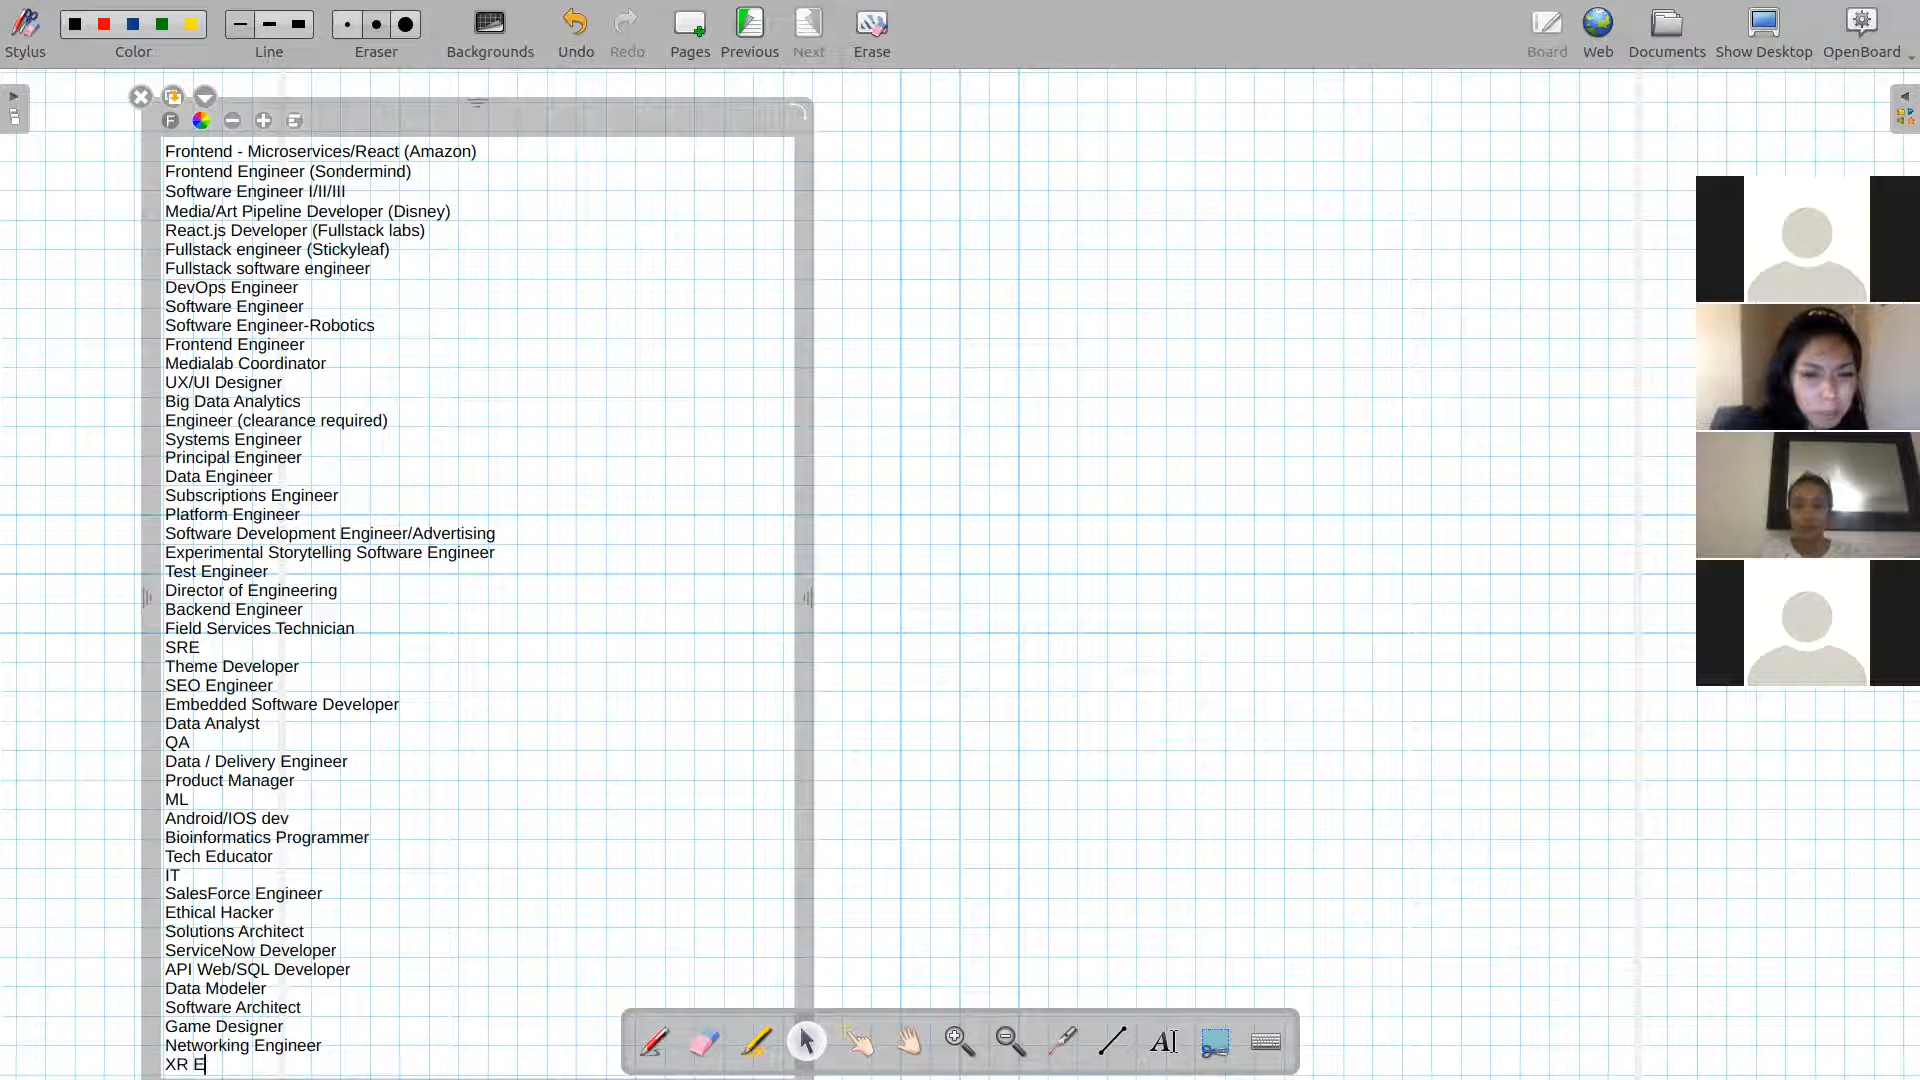 Stylus
Color
Line
Eraser
Backgrounds
Undo
Redo
Pages
Previous
Next
Erase
Board
Web
Documents
Show Desktop
OpenBoard
F
Frontend - Microservices/React (Amazon)
Frontend Engineer (Sondermind)
Software Engineer I/II/III
Media/Art Pipeline Developer (Disney)
React.js Developer (Fullstack labs)
Fullstack engineer (Stickyleaf)
Fullstack software engineer
DevOps Engineer
Software Engineer
Software Engineer-Robotics
Frontend Engineer
Medialab Coordinator
UX/UI Designer
Big Data Analytics
Engineer (clearance required)
Systems Engineer
Principal Engineer
Data Engineer
Subscriptions Engineer
Platform Engineer
Software Development Engineer/Advertising
Experimental Storytelling Software Engineer
Test Engineer
Director of Engineering
Backend Engineer
Field Services Technician
SRE
Theme Developer
SEO Engineer
Embedded Software Developer
Data Analyst
QA
Data / Delivery Engineer
Product Manager
ML
Android/IOS dev
Bioinformatics Programmer
Tech Educator
IT
SalesForce Engineer
Ethical Hacker
Solutions Architect
ServiceNow Developer
API Web/SQL Developer
Data Modeler
Software Architect
Game Designer
Networking Engineer
XR E